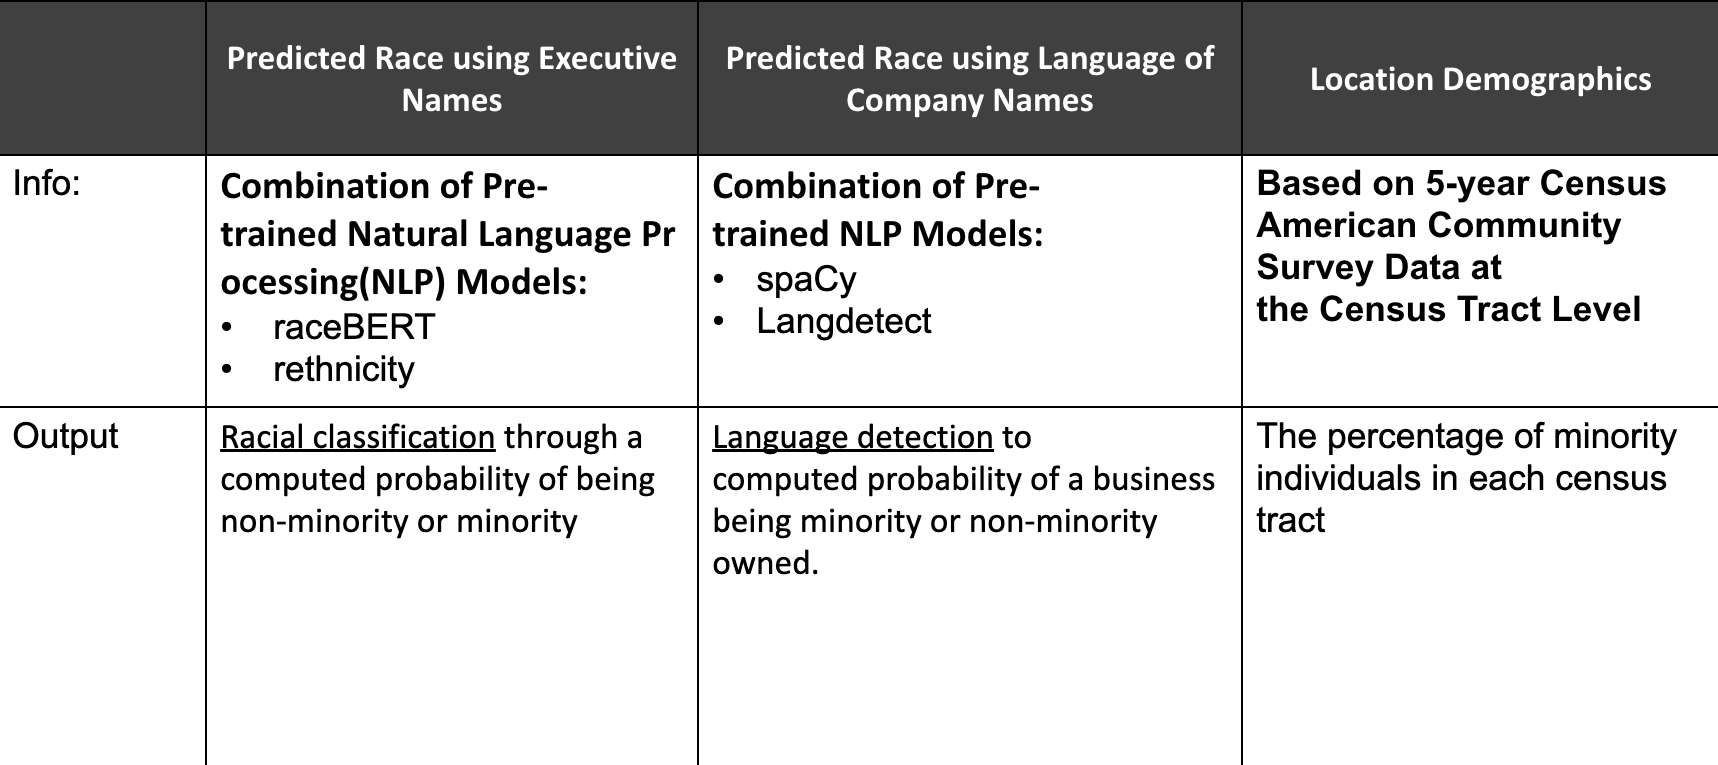 Predicted Race using Executive
Names
Predicted Race using Language of
Company Names
Location Demographics
Info:
Combination of Pre-
trained Natural Language Pr
ocessing(NLP) Models:
• raceBERT
• rethnicity
Combination of Pre-
trained NLP Models:
• spaCy
• Langdetect
Based on 5-year Census
American Community
Survey Data at
the Census Tract Level
Output
Racial classification through a
computed probability of being
non-minority or minority
Language detection to
computed probability of a business
being minority or non-minority
owned.
The percentage of minority
individuals in each census
tract